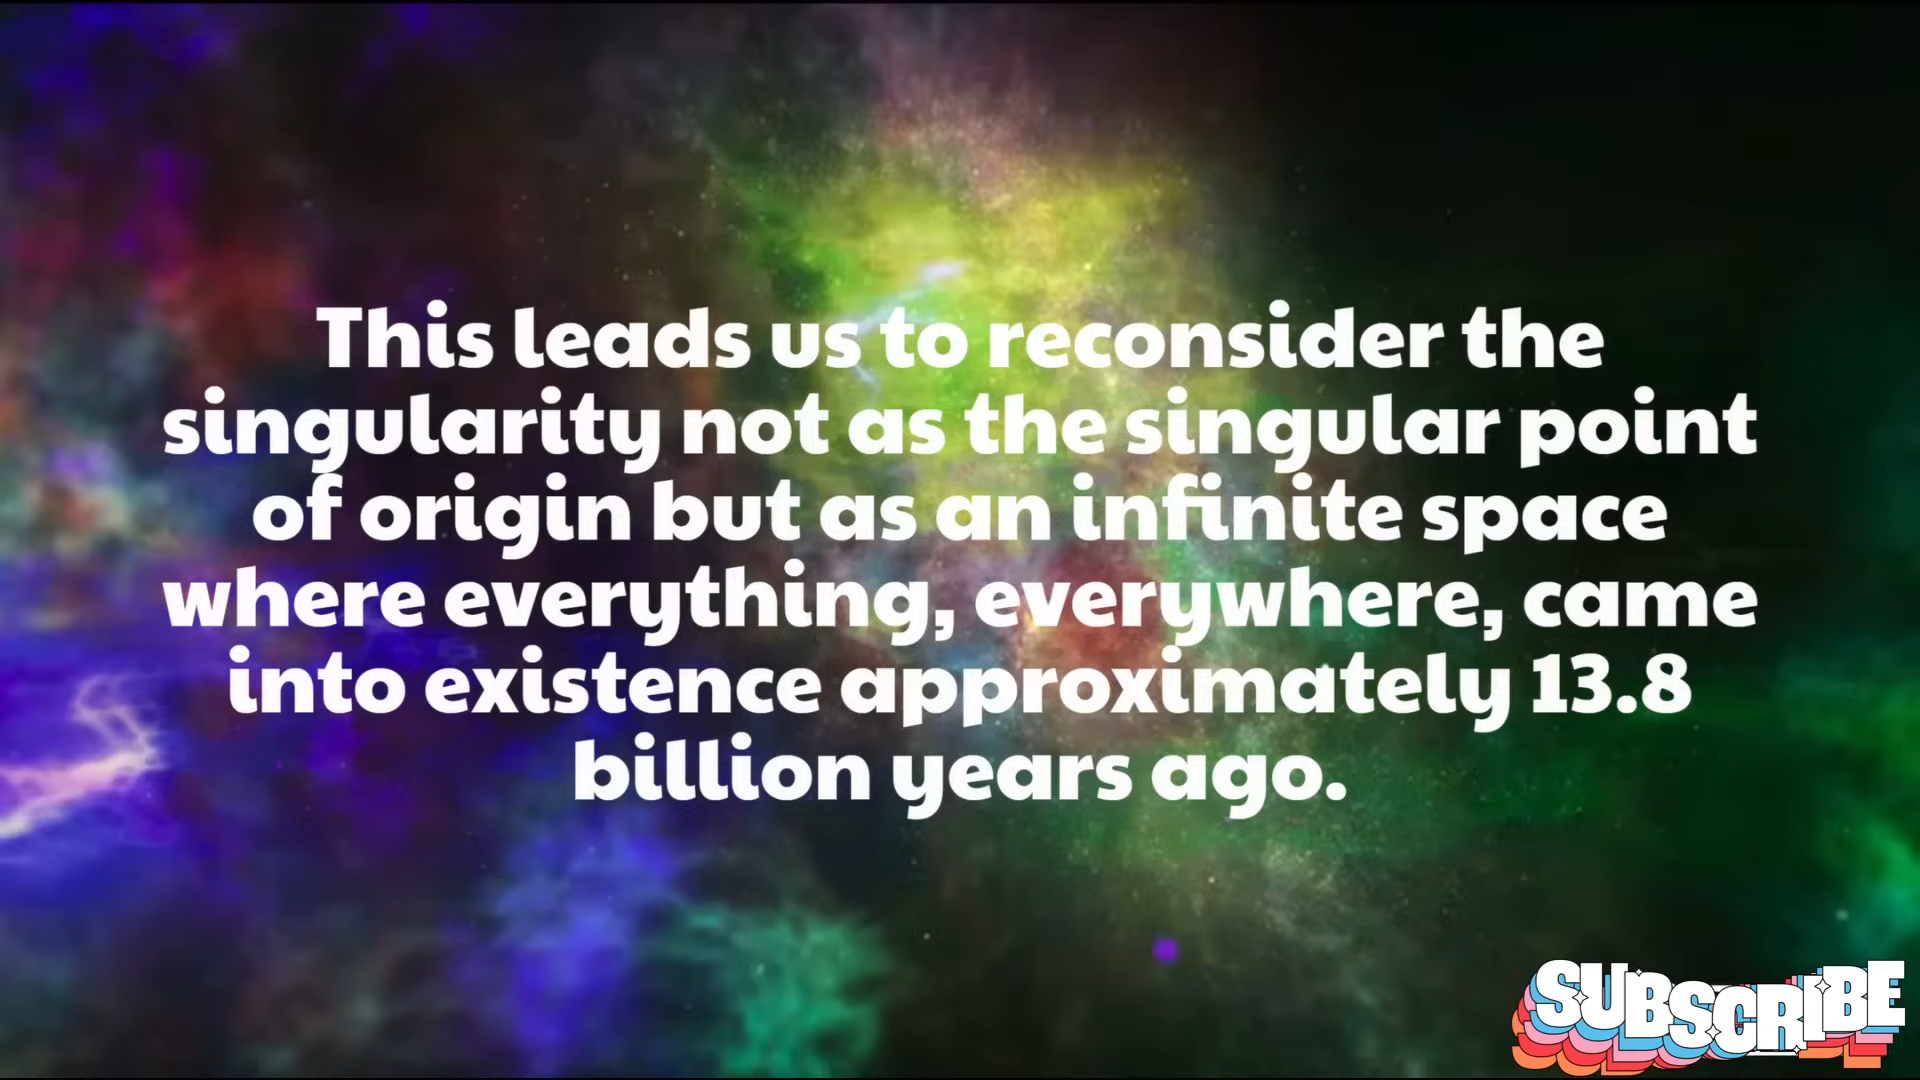 This leads us to reconsider the
singularity not as the singular point
of origin but as an infinite space
where everything, everywhere, came
into existence approximately 13.8
billion years ago.
SUBSCRIBE